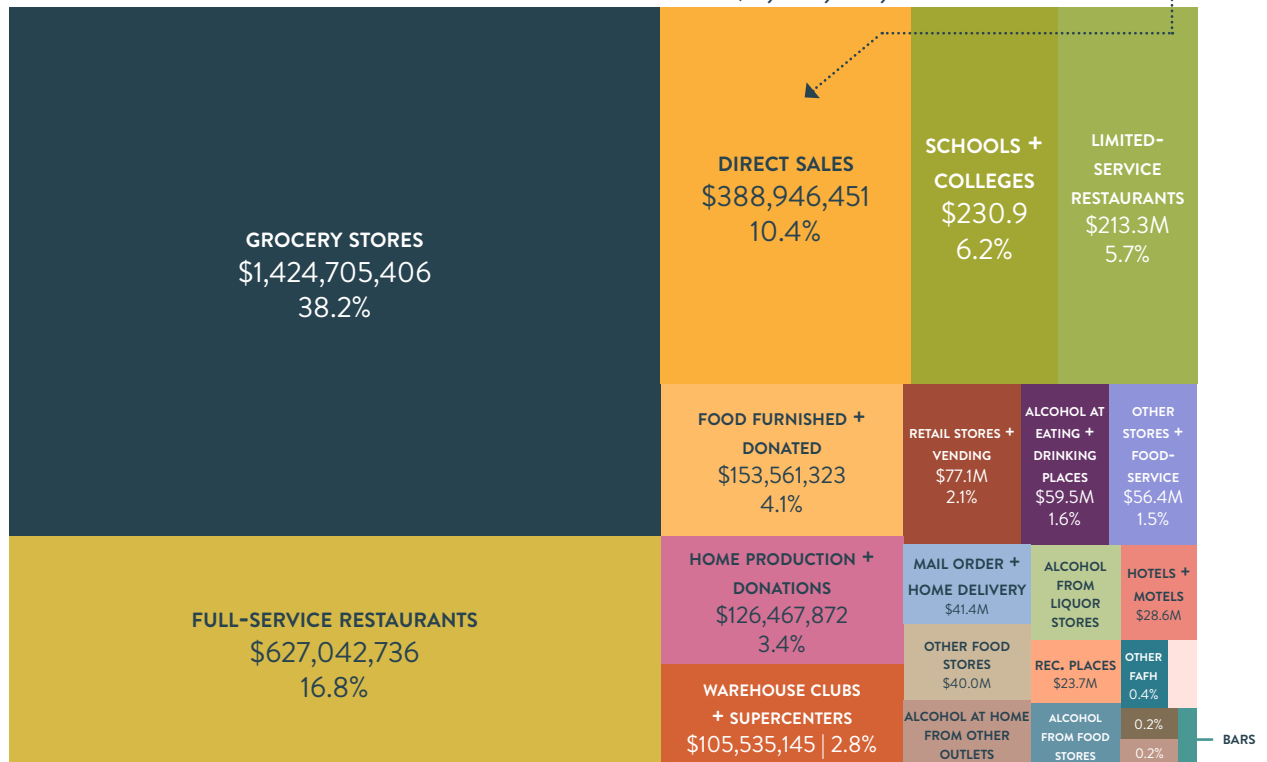 GROCERY STORES
$1,424,705,406
38.2%
DIRECT SALES
$388,946,451
10.4%
SCHOOLS +
COLLEGES
$230.9
6.2%
LIMITED-
SERVICE
RESTAURANTS
$213.3M
5.7%
FOOD FURNISHED +
DONATED
$153,561,323
4.1%
RETAIL STORES +
VENDING
$77.1M
2.1%
ALCOHOL AT
EATING +
DRINKING
PLACES
$59.5M
1.6%
OTHER
STORES +
FOOD-
SERVICE
$56.4M
1.5%
FULL-SERVICE RESTAURANTS
$627,042,736
16.8%
HOME PRODUCTION +
DONATIONS
$126,467,872
3.4%
WAREHOUSE CLUBS
+ SUPERCENTERS
$105,535,145 | 2.8%
MAIL ORDER +
HOME DELIVERY
$41.4M
OTHER FOOD
STORES
$40.0M
ALCOHOL AT HOME
FROM OTHER
OUTLETS
ALCOHOL
FROM
LIQUOR
STORES
REC. PLACES
$23.7M
ALCOHOL
FROM FOOD
STORES
HOTELS +
MOTELS
$28.6M
OTHER
FAFH
0.4%
0.2%
0.2%
BARS